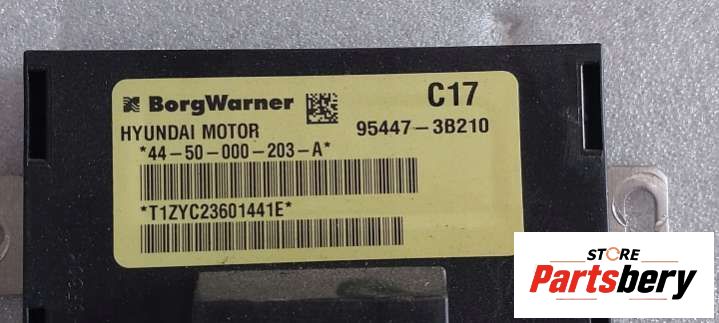 BorgWarner
C17
HYUNDAI MOTOR
95447-3B210
*44-50-000-203-A*
*T1ZYC23601441E*
STORE
Partsbery